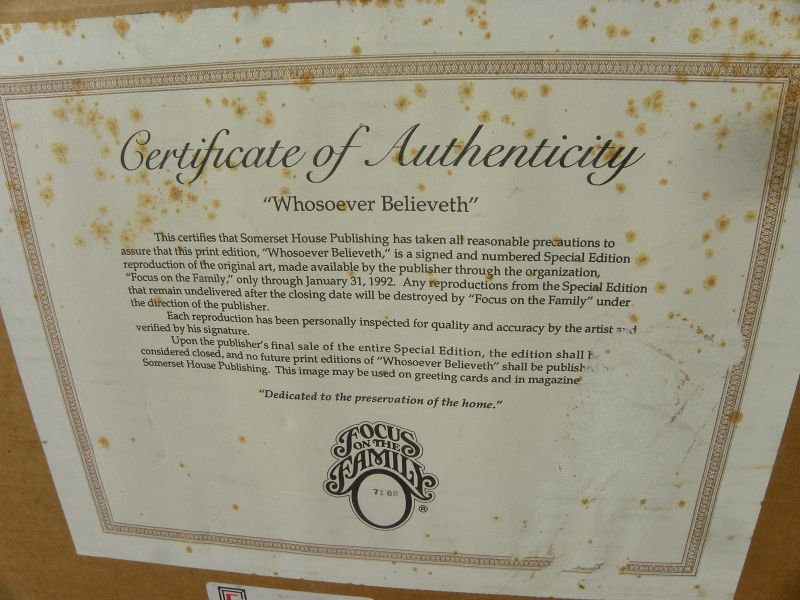 Certificate of Authenticity
"Whosoever Believeth"
This certifies that Somerset House Publishing has taken all reasonable precautions to
assure that this print edition, "Whosoever Believeth," is a signed and numbered Special Edition
reproduction of the original art, made available by the publisher through the organization,
"Focus on the Family," only through January 31, 1992. Any reproductions from the Special Edition
that remain undelivered after the closing date will be destroyed by "Focus on the Family" under
the direction of the publisher.
Each reproduction has been personally inspected for quality and accuracy by the artist and
verified by his signature.
Upon the publisher's final sale of the entire Special Edition, the edition shall
considered closed, and no future print editions of "Whosoever Believeth" shall be
Somerset House Publishing. This image may be used on greeting cards and in magazine
"Dedicated to the preservation of the home."
FOCUS
ON THE
FAMILY
7188
®